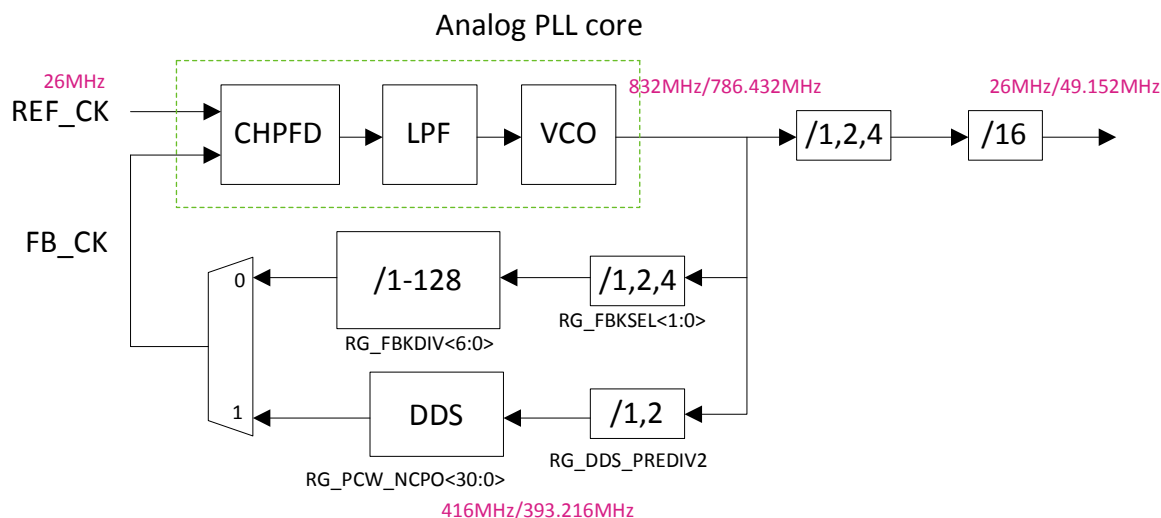 Analog PLL core
26MHz
REF_CK
CHPFD
LPF
VCO
832MHz/786.432MHz
/1,2,4
26MHz/49.152MHz
/16
FB_CK
0
/1-128
RG_FBKDIV<6:0>
/1,2,4
RG_FBKSEL<1:0>
1
DDS
RG_PCW_NCPO<30:0>
/1,2
RG_DDS_PREDIV2
416MHz/393.216MHz